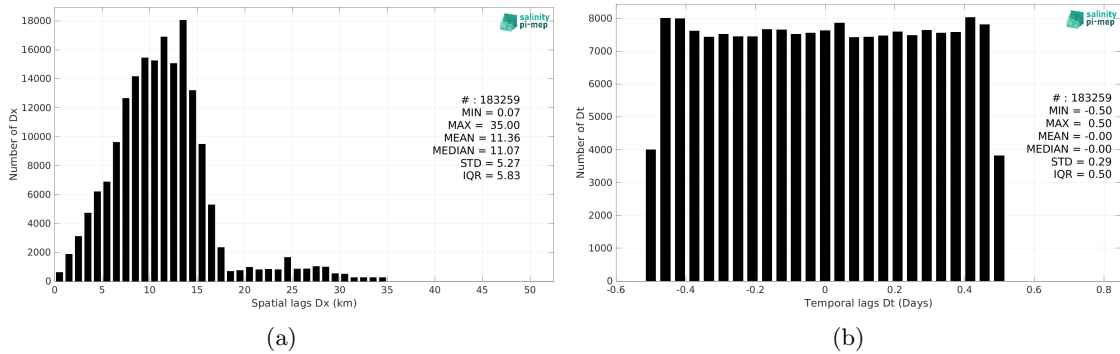 18000
16000
14000
12000
10000
8000
6000
4000
2000
0
Number of Dx
0 5 10 15 20 25 30 35 40 45 50
Spatial lags Dx (km)
salinity
pi-mep
# : 183259
MIN = 0.07
MAX = 35.00
MEAN = 11.36
MEDIAN = 11.07
STD = 5.27
IQR = 5.83
(a)
8000
7000
6000
5000
4000
3000
2000
1000
0
Number of Dt
-0.6 -0.4 -0.2 0 0.2 0.4 0.6 0.8
Temporal lags Dt (Days)
salinity
pi-mep
# : 183259
MIN = -0.50
MAX = 0.50
MEAN = -0.00
MEDIAN = -0.00
STD = 0.29
IQR = 0.50
(b)